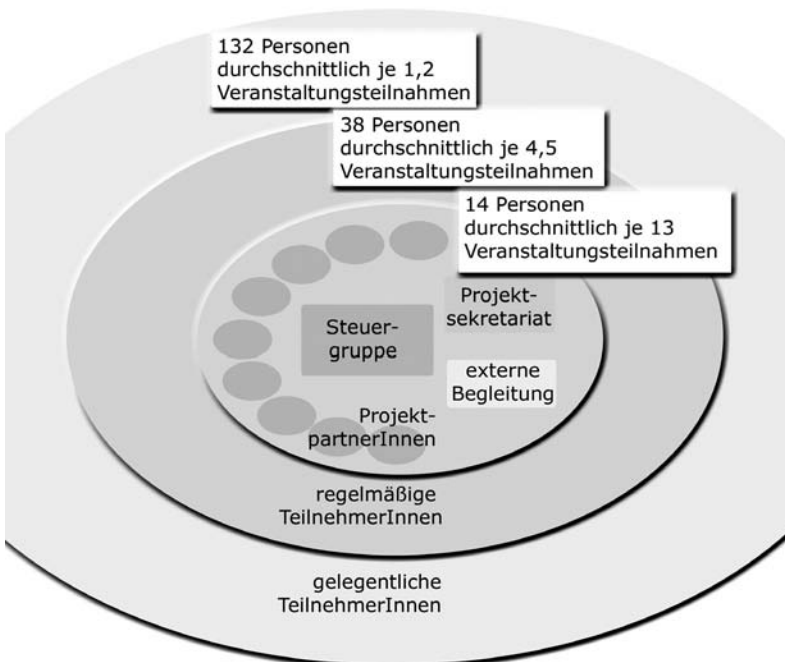 132 Personen
durchschnittlich je 1,2
Veranstaltungsteilnahmen
38 Personen
durchschnittlich je 4,5
Veranstaltungsteilnahmen
14 Personen
durchschnittlich je 13
Veranstaltungsteilnahmen
Projekt-
sekretariat
Steuer-
gruppe
externe
Begleitung
Projekt-
partnerInnen
regelmäßige
TeilnehmerInnen
gelegentliche
TeilnehmerInnen